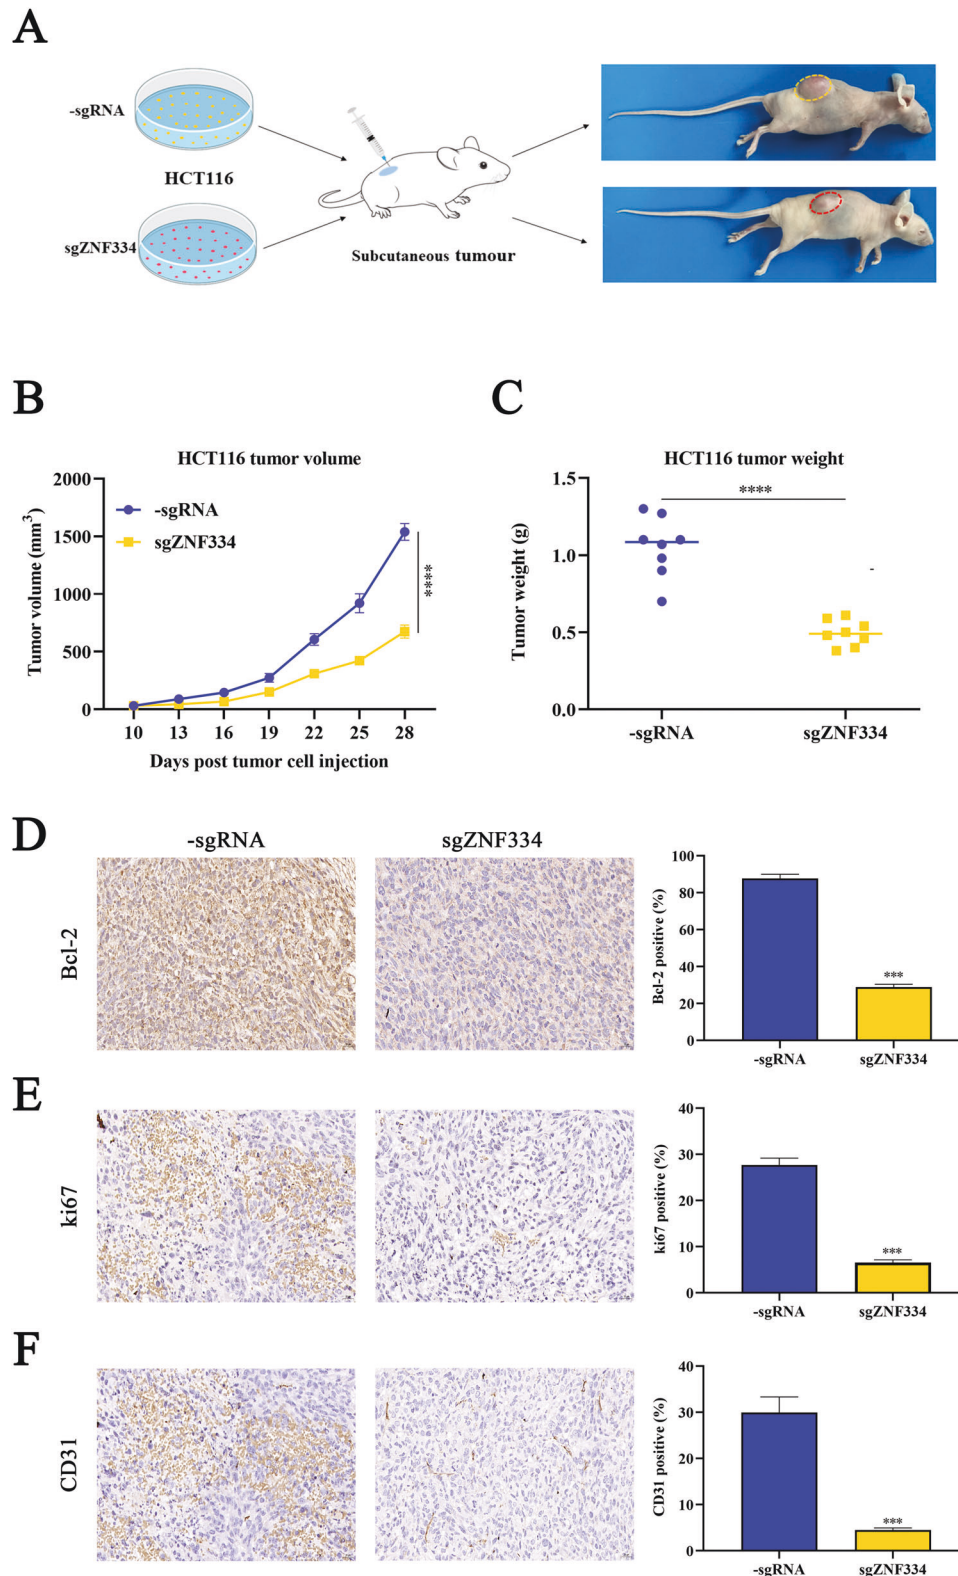 A
-sgRNA
HCT116
sgZNF334
Subcutaneous tumour
B
HCT116 tumor volume
Tumor volume (mm³)
2000
1500
1000
500
0
-sgRNA
sgZNF334
****
10 13 16 19 22 25 28
Days post tumor cell injection
C
HCT116 tumor weight
Tumor weight (g)
1.5
1.0
0.5
0.0
****
-
-sgRNA sgZNF334
D
-sgRNA sgZNF334
Bcl-2
Bcl-2 positive (%)
100
80
60
40
20
0
***
-sgRNA sgZNF334
E
ki67
ki67 positive (%)
40
30
20
10
0
***
-sgRNA sgZNF334
F
CD31
CD31 positive (%)
40
30
20
10
0
***
-sgRNA sgZNF334